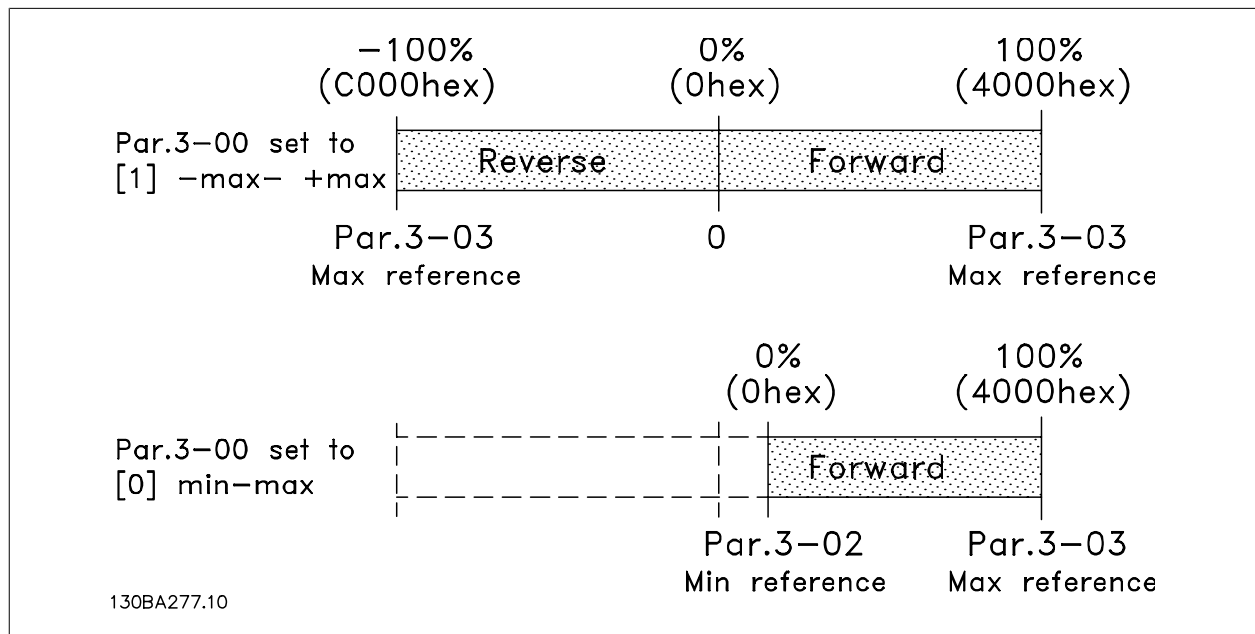 -100% 0% 100%
(C000hex) (0hex) (4000hex)
Par.3-00 set to
[1] -max- +max
Reverse Forward
Par.3-03 0 Par.3-03
Max reference Max reference
0% 100%
(0hex) (4000hex)
Par.3-00 set to
[0] min-max
Forward
Par.3-02 Par.3-03
Min reference Max reference
130BA277.10